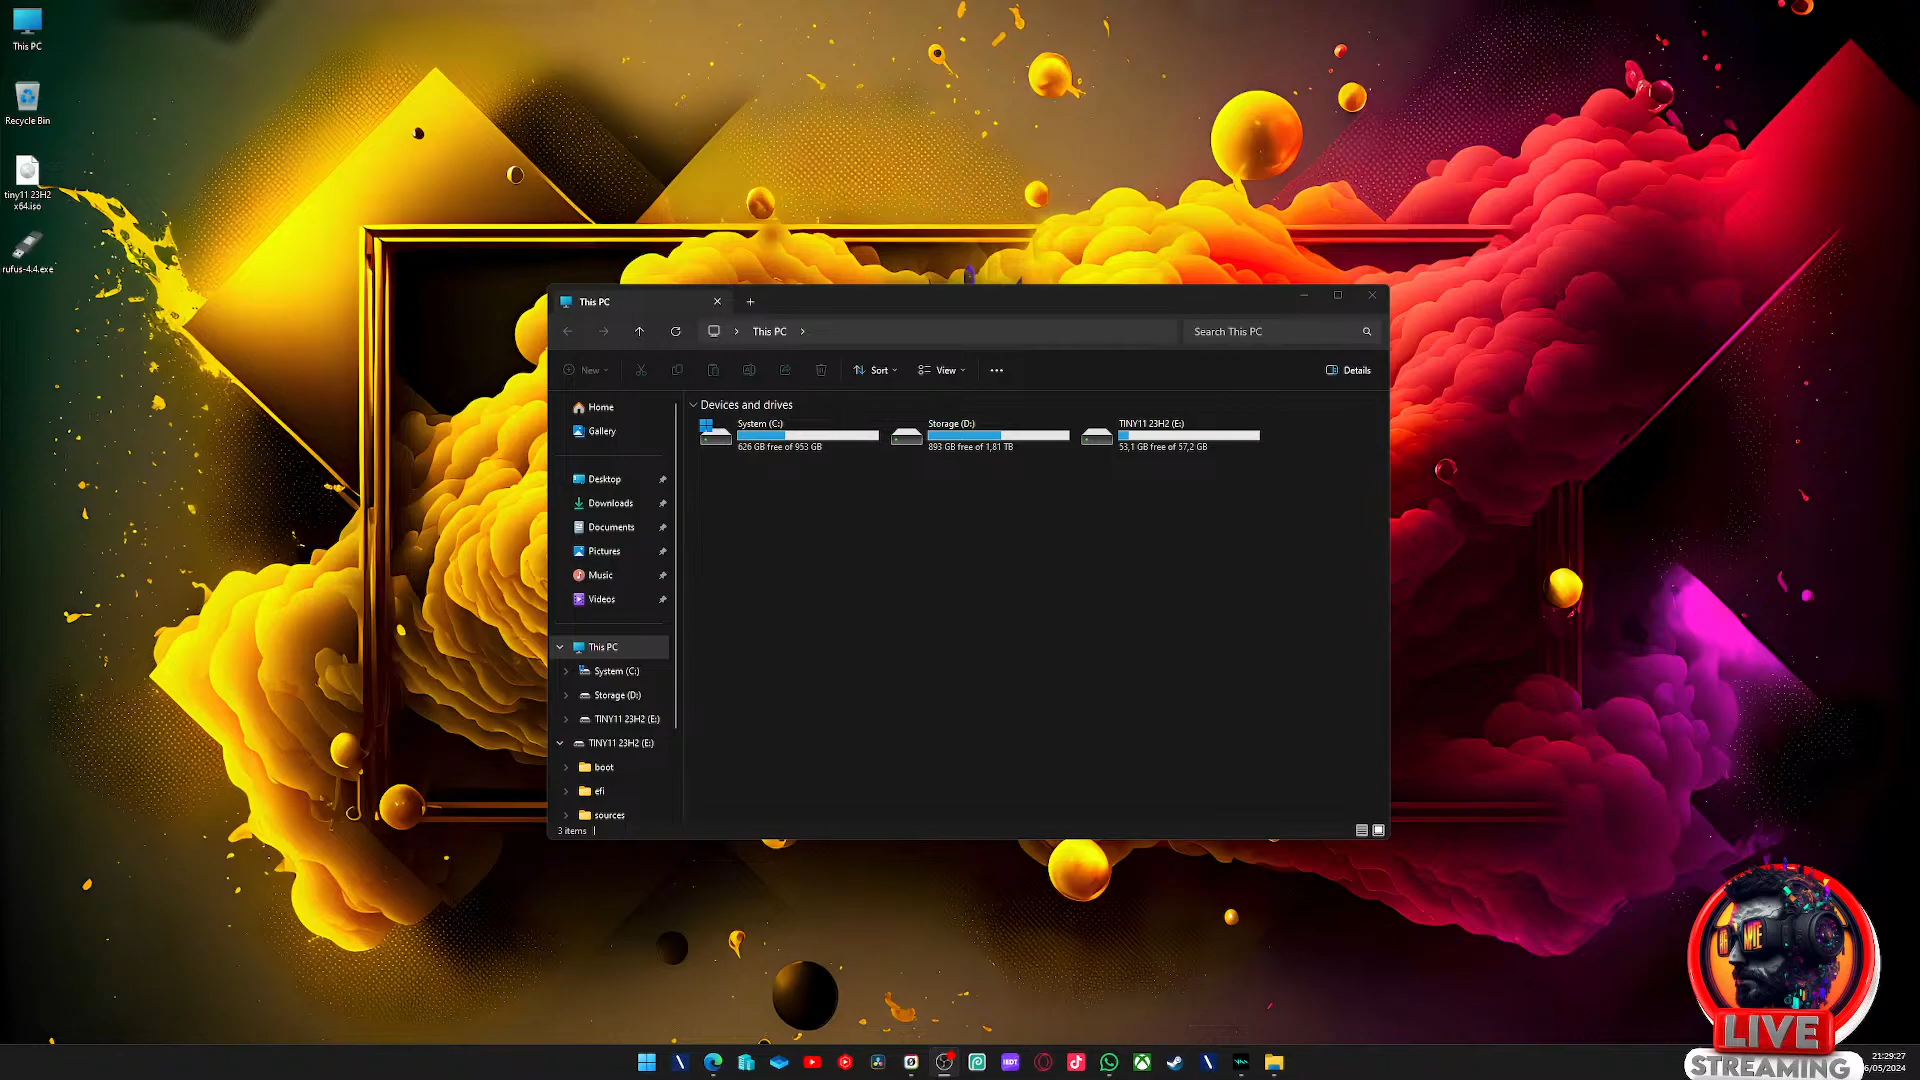 This PC
Recycle Bin
tiny11 23H2
x64.iso
rufus-4.4.exe
This PC
This PC
Search This PC
New
Sort
View
Details
Home
Gallery
Desktop
Downloads
Documents
Pictures
Music
Videos
This PC
System (C:)
Storage (D:)
TINY11 23H2 (E:)
TINY11 23H2 (E:)
boot
efi
sources
3 items
Devices and drives
System (C:)
626 GB free of 953 GB
Storage (D:)
893 GB free of 1,81 TB
TINY11 23H2 (E:)
53,1 GB free of 57,2 GB
LIVE
STREAMING
21:29:27
6/05/2024